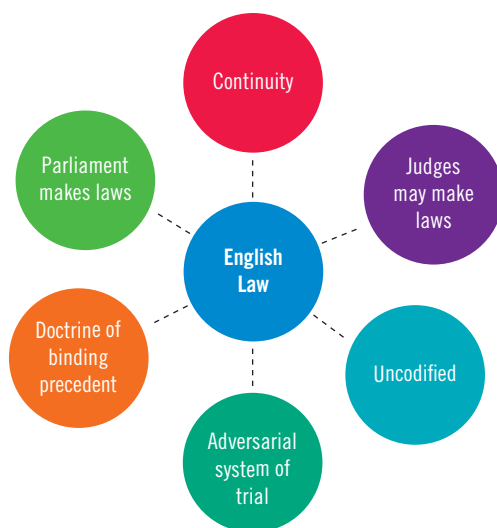 Continuity
Parliament
makes laws
Judges
may make
laws
English
Law
Doctrine of
binding
precedent
Uncodified
Adversarial
system of
trial